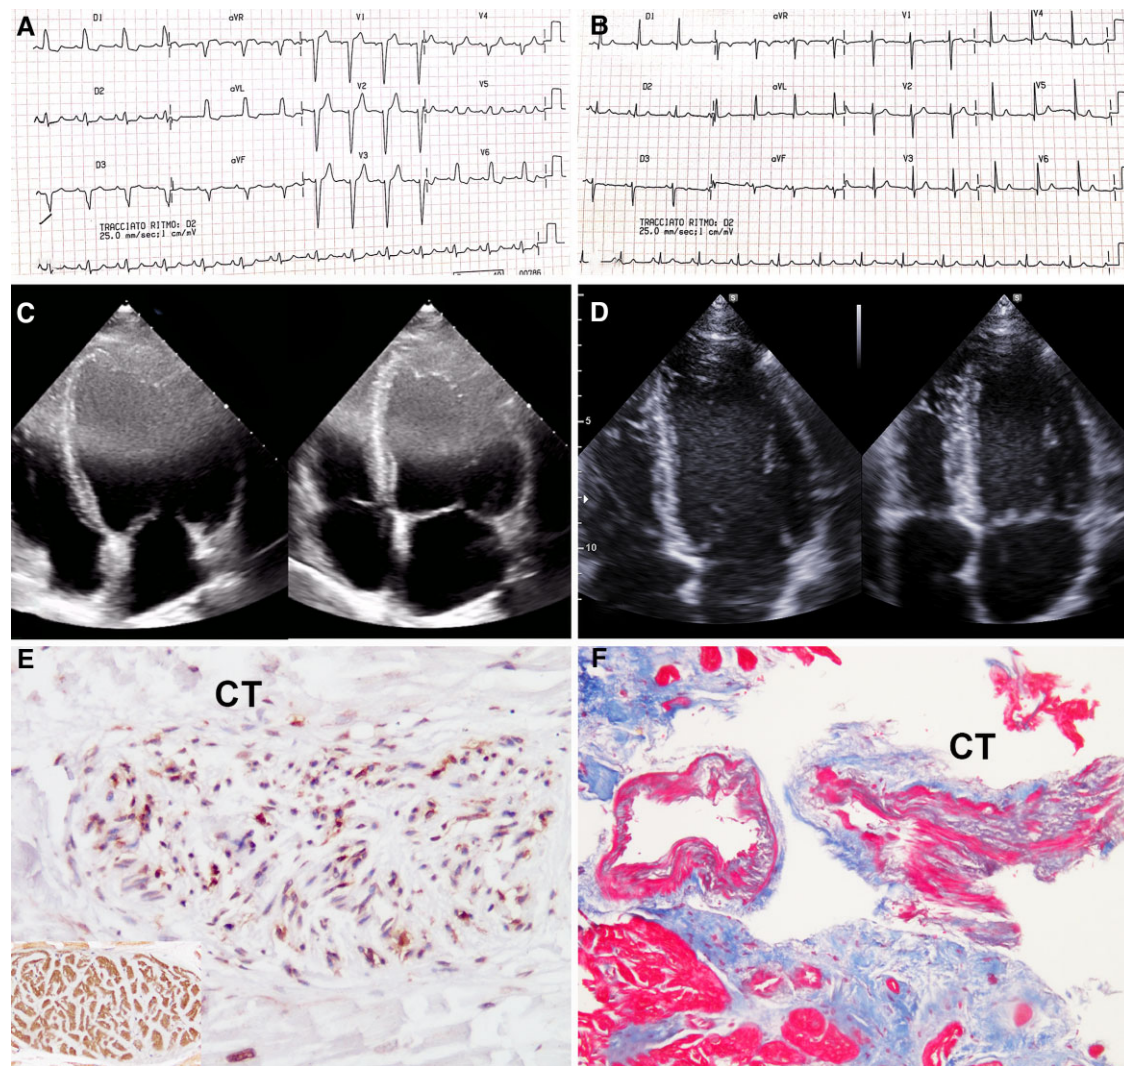 A
D1 aVR V1 V4
D2 aVL V2 V5
D3 aVF V3 V6
TRACCIATO RITMO: D2
25.0 mm/sec;1 cm/mV
00786
B
D1 aVR V1 V4
D2 aVL V2 V5
D3 aVF V3 V6
TRACCIATO RITMO: D2
25.0 mm/sec;1 cm/mV
C
D
S S
5
10
E
CT
F
CT